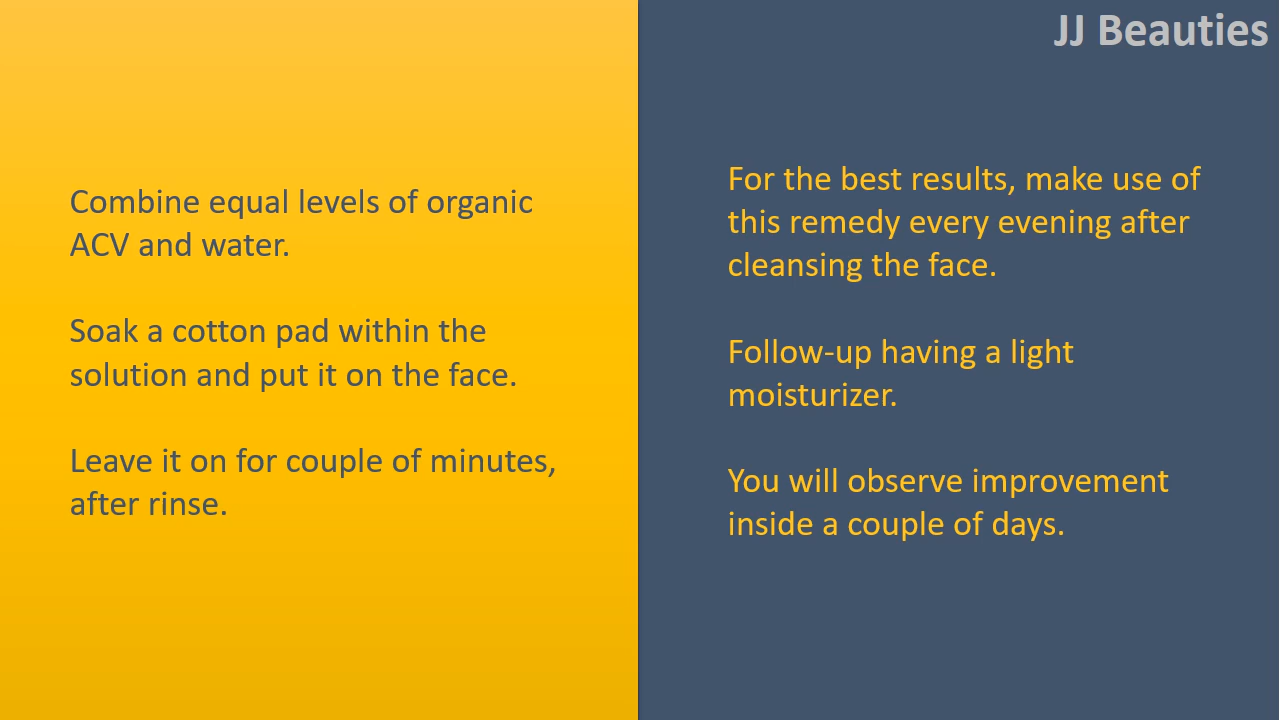 JJ Beauties
Combine equal levels of organic
ACV and water.
Soak a cotton pad within the
solution and put it on the face.
Leave it on for couple of minutes,
after rinse.
For the best results, make use of
this remedy every evening after
cleansing the face.
Follow-up having a light
moisturizer.
You will observe improvement
inside a couple of days.